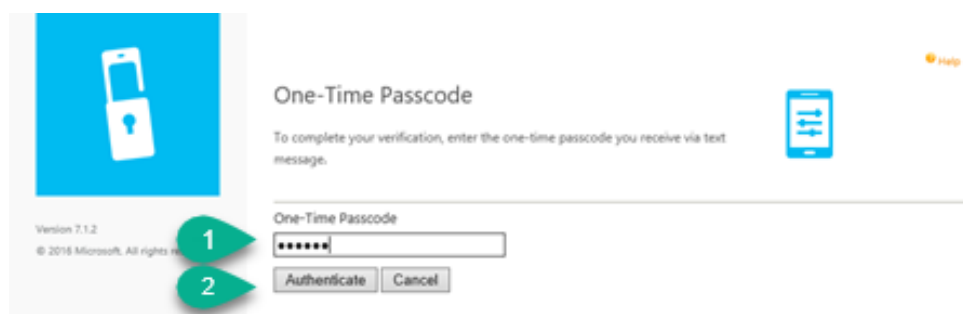 Help
One-Time Passcode
To complete your verification, enter the one-time passcode you receive via text
message.
Version 7.1.2
© 2016 Microsoft. All rights
One-Time Passcode
1
••••••
2
Authenticate Cancel